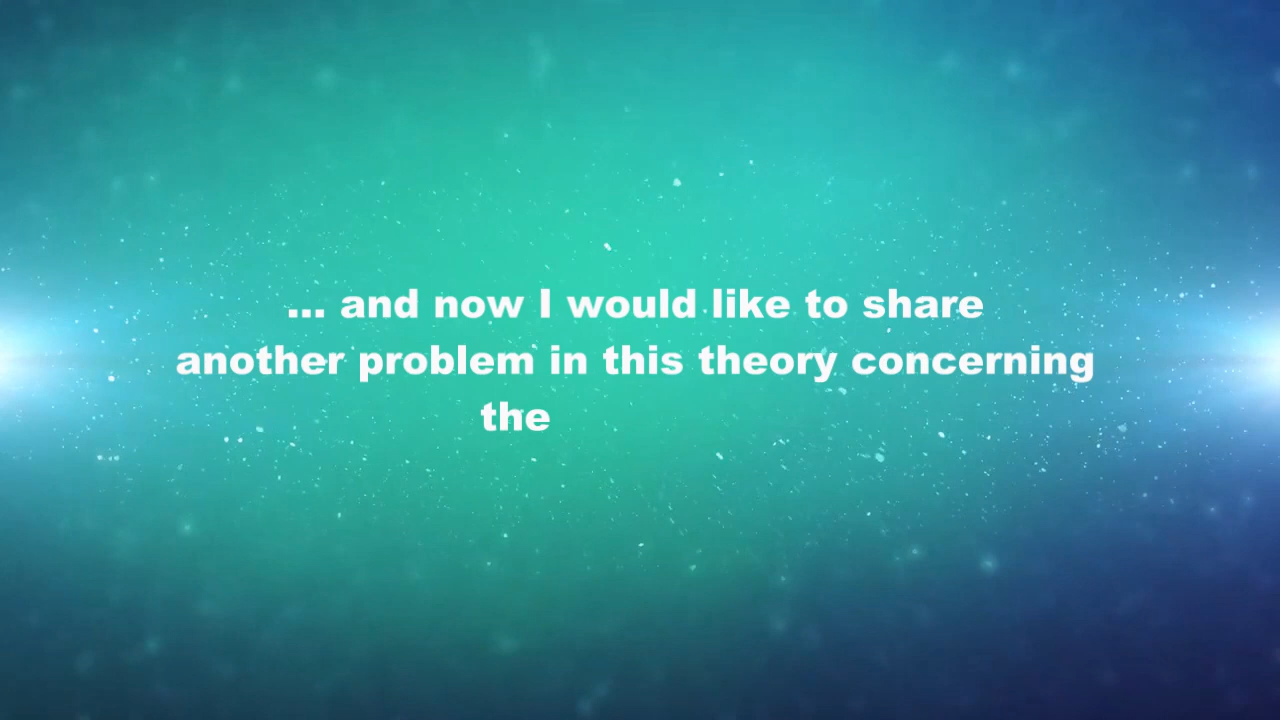 ... and now I would like to share
another problem in this theory concerning
the